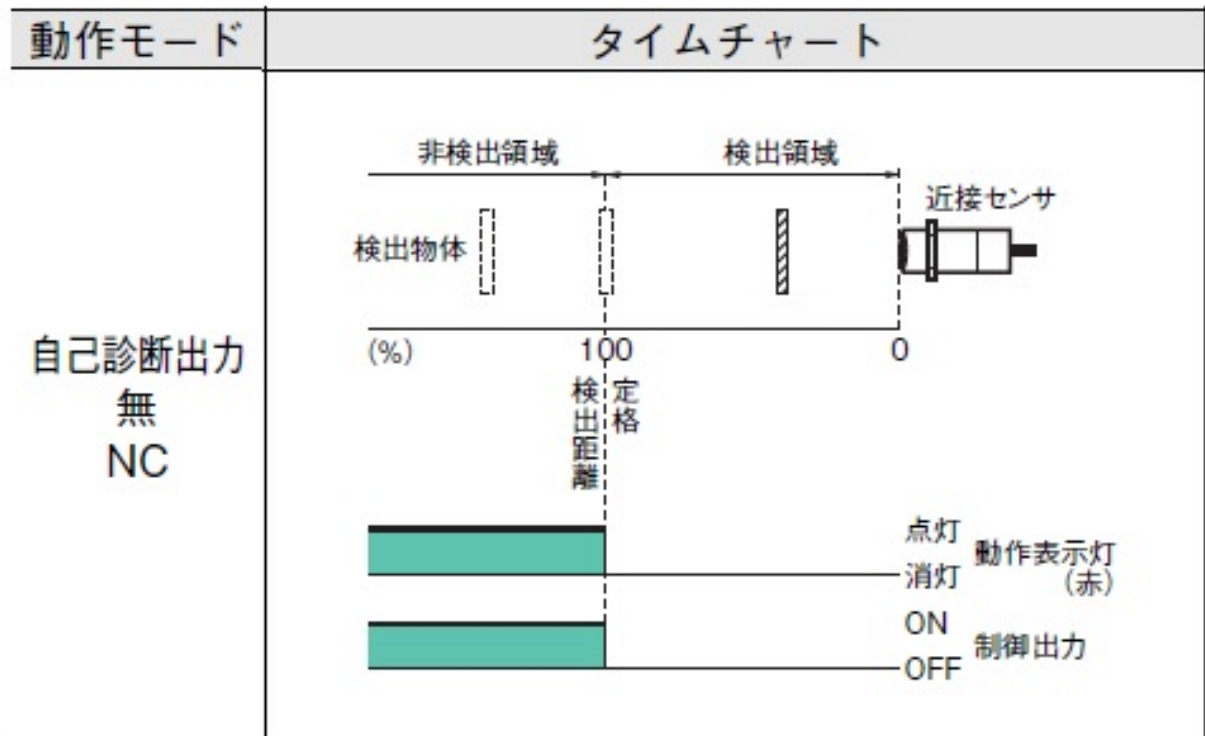 動作モード
タイムチャート
自己診断出力
無
NC
非検出領域
検出領域
近接センサ
検出物体
(%)
100
0
定格
検出距離
点灯
消灯
動作表示灯
(赤)
ON
OFF
制御出力